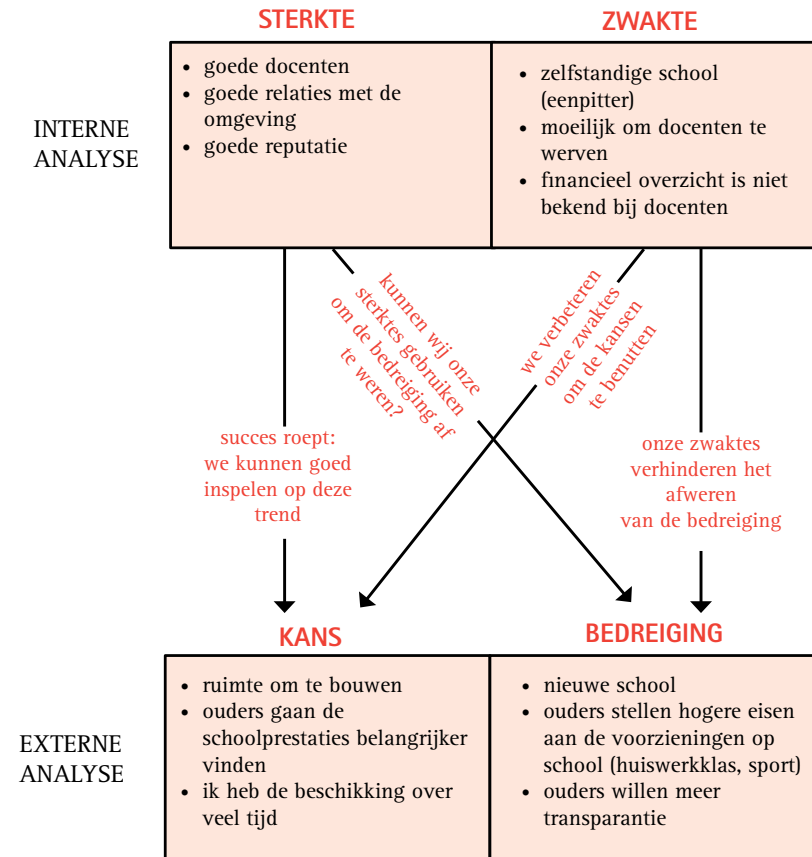 STERKTE
ZWAKTE
INTERNE
ANALYSE
• goede docenten
• goede relaties met de
omgeving
• goede reputatie
• zelfstandige school
(eenpitter)
• moeilijk om docenten te
werven
• financieel overzicht is niet
bekend bij docenten
kunnen wij onze
sterktes gebruiken
om de bedreiging af
te weren?
we verbeteren
onze zwaktes
om de kansen
te benutten
succes roept:
we kunnen goed
inspelen op deze
trend
onze zwaktes
verhinderen het
afweren
van de bedreiging
KANS
BEDREIGING
EXTERNE
ANALYSE
• ruimte om te bouwen
• ouders gaan de
schoolprestaties belangrijker
vinden
• ik heb de beschikking over
veel tijd
• nieuwe school
• ouders stellen hogere eisen
aan de voorzieningen op
school (huiswerkklas, sport)
• ouders willen meer
transparantie